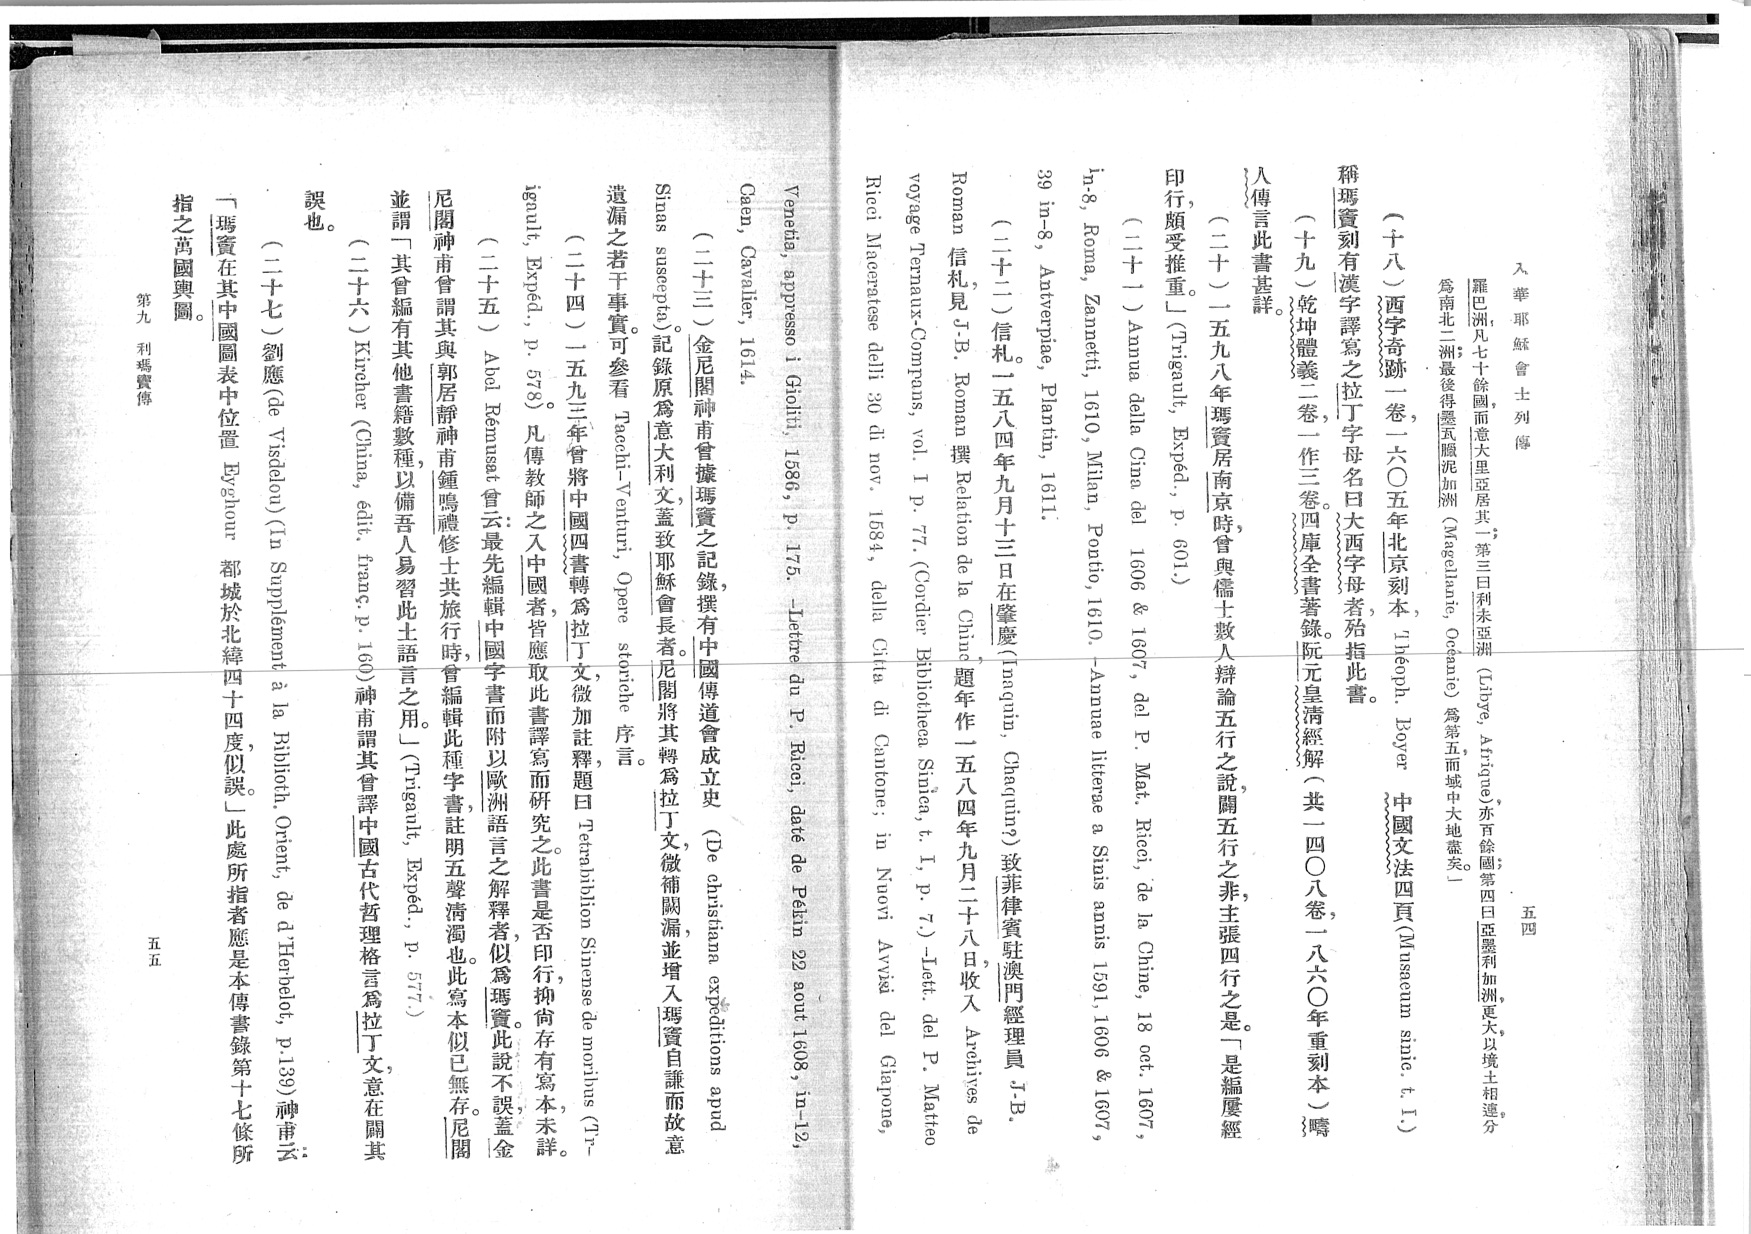 入華耶穌會士列傳
五四
羅巴洲，凡七十餘國，而意大里亞居其一；第三曰利未亞洲 (Libye, Afrique)，亦百餘國；第四曰亞墨利加洲，更大，以境土相連，分
爲南北二洲；最後得墨瓦臘泥加洲 (Magellanie, Océanie) 爲第五，而域中大地盡矣。」
(十八) 西字奇跡一卷，一六〇五年北京刻本， Théoph. Boyer 中國文法四頁 (Musaeum sinic. t. I.)
稱瑪竇刻有漢字譯寫之拉丁字母名曰大西字母者，殆指此書。
(十九) 乾坤體義二卷，一作三卷。四庫全書著錄。阮元皇清經解 (共一四〇八卷，一八六〇年重刻本) 疇
人傳言此書甚詳。
(二十) 一五九八年瑪竇居南京時，曾與儒士數人辯論五行之說，闢五行之非，主張四行之是。「是編屢經
印行，頗受推重。」(Trigault, Expéd., p. 601.)
(二十一) Annua della Cina del 1606 & 1607, del P. Mat. Ricci, de la Chine, 18 oct. 1607,
in-8, Roma, Zannetti, 1610, Milan, Pontio, 1610. —Annuae litterae a Sinis annis 1591, 1606 & 1607,
39 in-8, Antverpiae, Plantin, 1611.
(二十二) 信札。一五八四年九月十三日在肇慶 (Inaquin, Chaquin?) 致菲律賓駐澳門經理員 J-B.
Roman 信札，見 J-B. Roman 撰 Relation de la Chine，題年作一五八四年九月二十八日，收入 Archives de
voyage Ternaux-Compans, vol. I p. 77. (Cordier Bibliotheca Sinica, t. I, p. 7.) —Lett. del P. Matteo
Ricci Maceratese delli 30 di nov. 1584, della Citta di Cantone; in Nuovi Avvisi del Giapone,
Venetia, appresso i Gioliti, 1586, p. 175. —Lettre du P. Ricci, daté de Pékin 22 aout 1608, in-12,
Caen, Cavalier, 1614.
(二十三) 金尼閣神甫曾據瑪竇之記錄，撰有中國傳道會成立史 (De christiana expeditions apud
Sinas suscepta)。記錄原爲意大利文，蓋致耶穌會長者。尼閣將其轉爲拉丁文，微補闕漏，並增入瑪竇自謙而故意
遺漏之若干事實。可參看 Tacchi-Venturi, Opere storiche 序言。
(二十四) 一五九三年曾將中國四書轉爲拉丁文，微加註釋，題曰 Tetrabiblion Sinense de moribus (Tr-
igault, Expéd., p. 578)。凡傳教師之入中國者，皆應取此書譯寫而研究之。此書是否印行，抑尚存有寫本，未詳。
(二十五) Abel Rémusat 曾云：最先編輯中國字書而附以歐洲語言之解釋者，似爲瑪竇。此說不誤，蓋金
尼閣神甫曾謂其與郭居靜神甫鍾鳴禮修士共旅行時，曾編輯此種字書，註明五聲清濁也。此寫本似已無存。尼閣
並謂「其曾編有其他書籍數種，以備吾人易習此土語言之用。」(Trigault, Expéd., p. 577.)
(二十六) Kircher (China, édit. franç. p. 160) 神甫謂其曾譯中國古代哲理格言爲拉丁文，意在闢其
誤也。
(二十七) 劉應 (de Visdelou) (In Supplément à la Biblioth. Orient. de d'Herbelot, p.139) 神甫云：
「瑪竇在其中國圖表中位置 Eyghour 都城於北緯四十四度，似誤。」此處所指者應是本傳書錄第十七條所
指之萬國輿圖。
第九 利瑪竇傳
五五